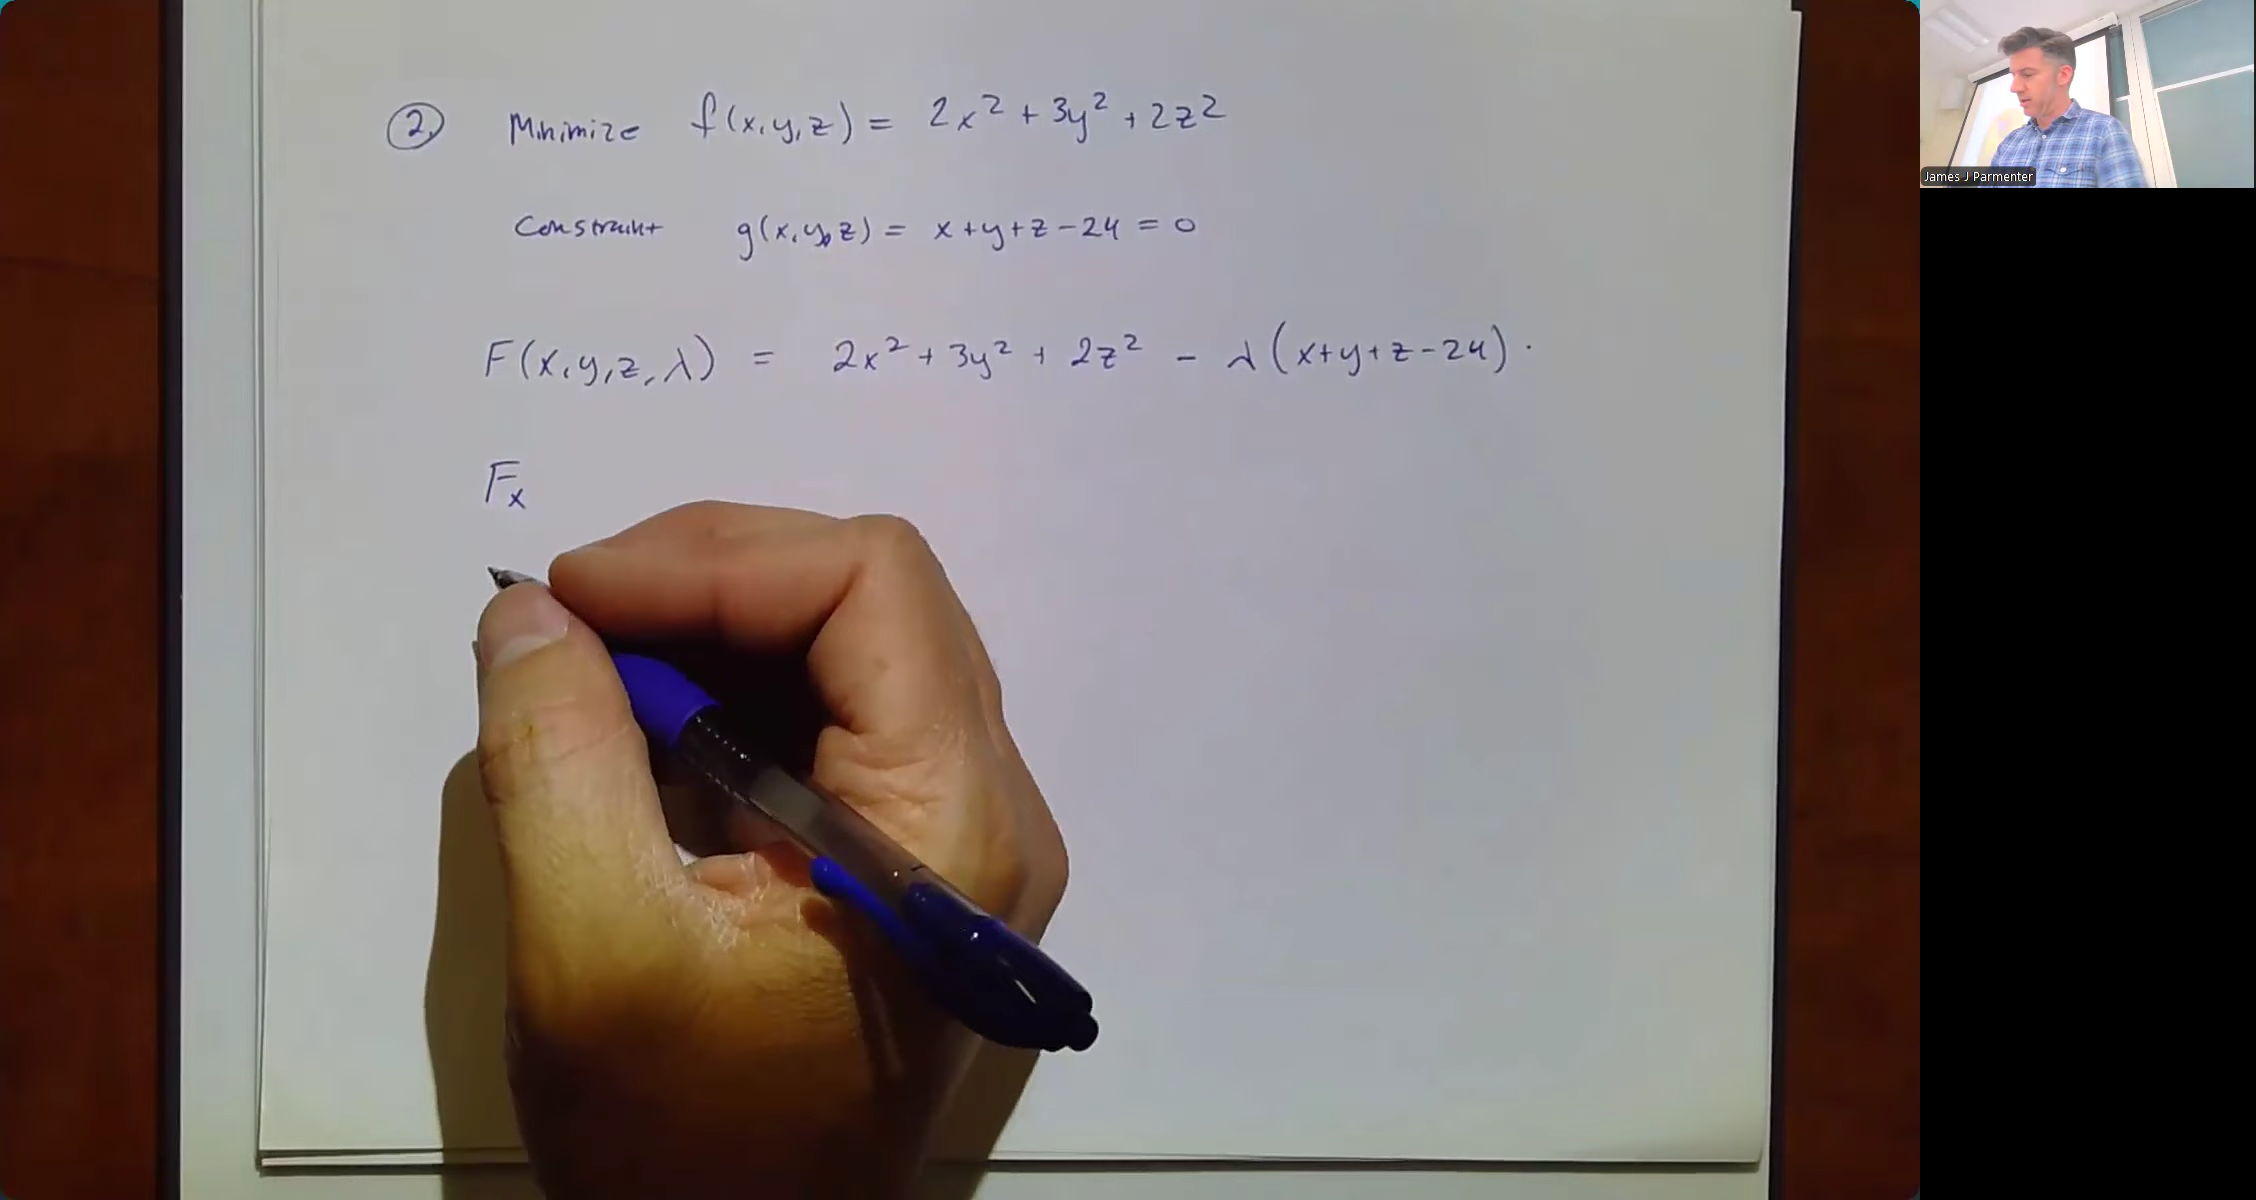 2. Minimize f(x,y,z) = 2x² + 3y² + 2z²
Constraint g(x,y,z) = x+y+z-24 = 0
F(x,y,z,λ) = 2x² + 3y² + 2z² - λ(x+y+z-24).
Fx
James J Parmenter